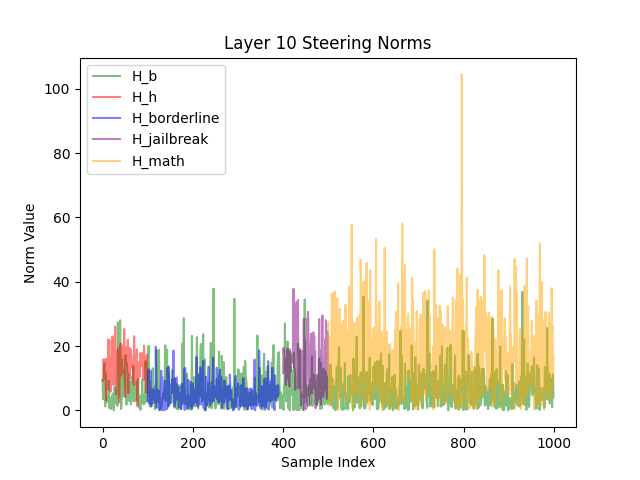 Layer 10 Steering Norms
H_b
H_h
H_borderline
H_jailbreak
H_math
Norm Value
100
80
60
40
20
0
0 200 400 600 800 1000
Sample Index